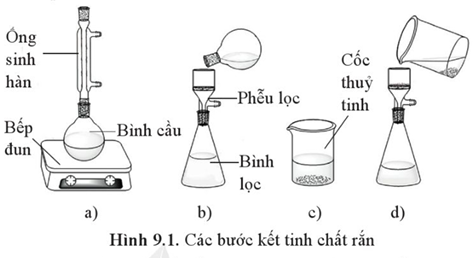 Ống
sinh
hàn
Bếp
đun
Bình cầu
Phễu lọc
Bình
lọc
Cốc
thuỷ
tinh
a)
b)
c)
d)
Hình 9.1. Các bước kết tinh chất rắn